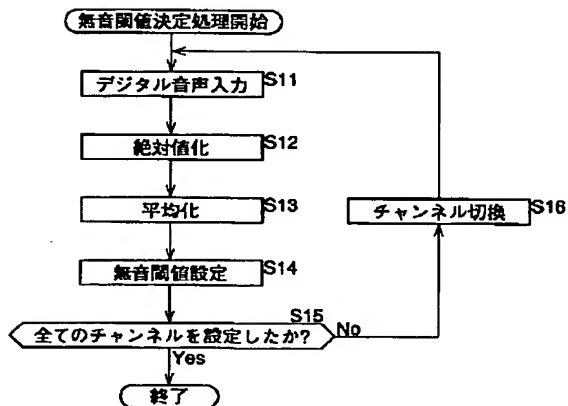 無音閾値決定処理開始
デジタル音声入力 S11
絶対値化 S12
平均化 S13
チャンネル切換 S16
無音閾値設定 S14
S15
全てのチャンネルを設定したか? No
Yes
終了